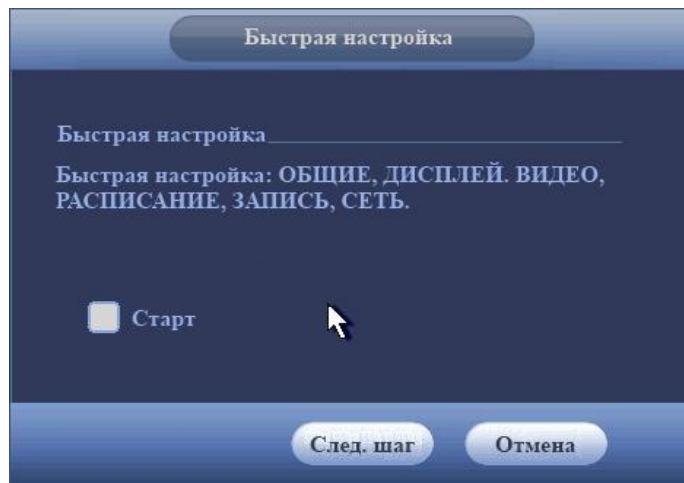 Быстрая настройка
Быстрая настройка
Быстрая настройка: ОБЩИЕ, ДИСПЛЕЙ. ВИДЕО,
РАСПИСАНИЕ, ЗАПИСЬ, СЕТЬ.
Старт
След. шаг Отмена